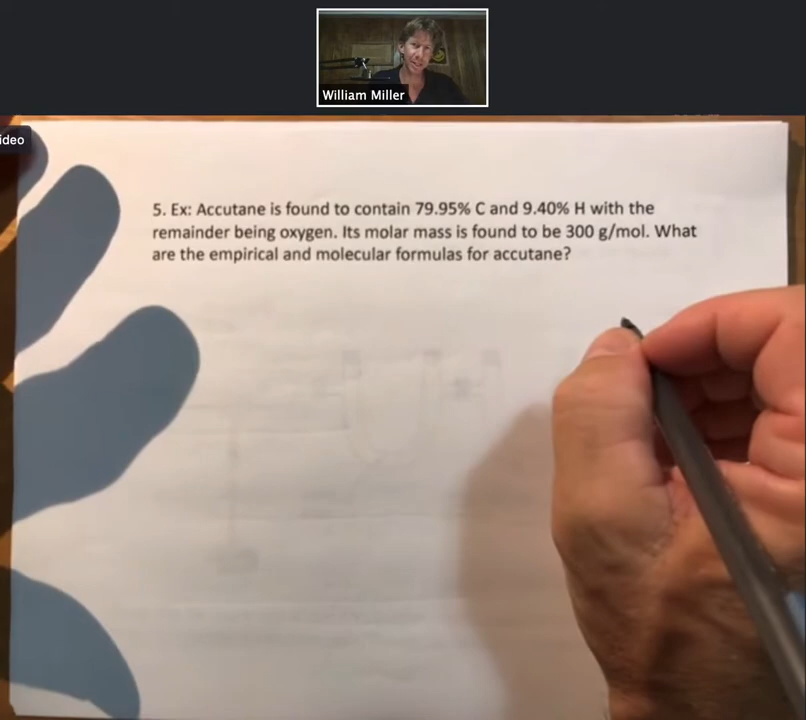 William Miller
ideo
5. Ex: Accutane is found to contain 79.95% C and 9.40% H with the
remainder being oxygen. Its molar mass is found to be 300 g/mol. What
are the empirical and molecular formulas for accutane?